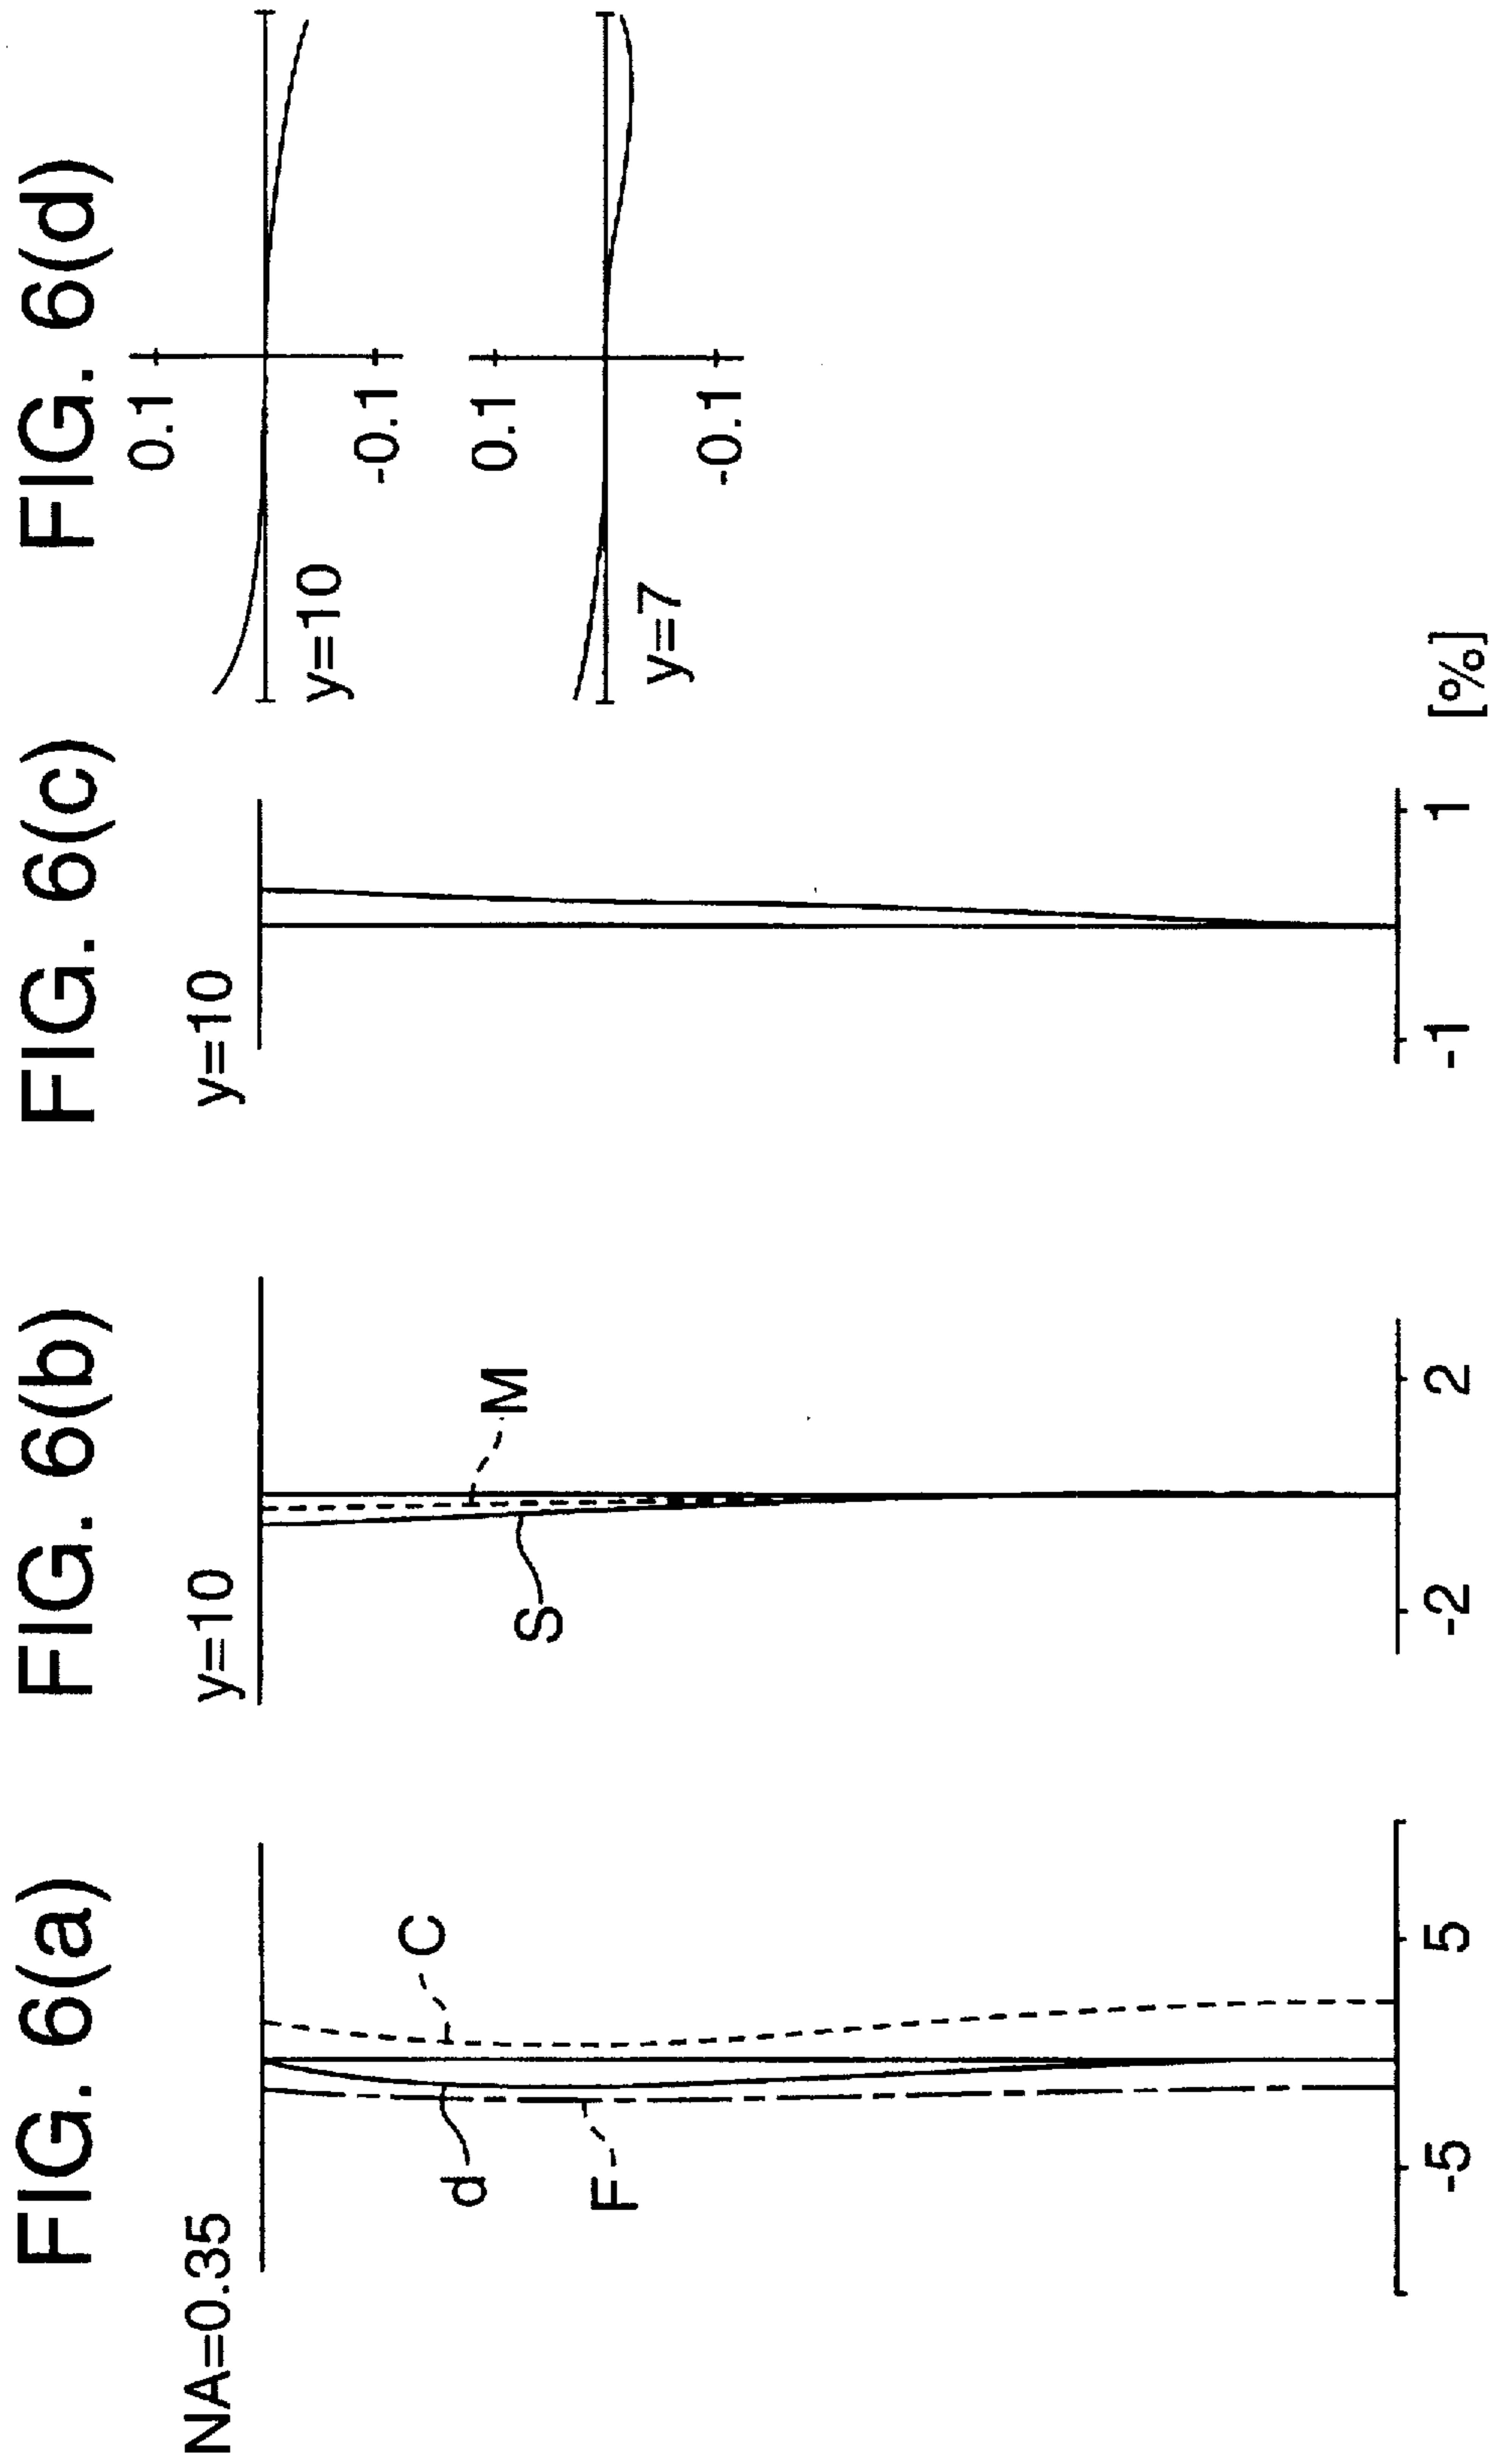 FIG. 6(a)
NA=0.35
C
d
F
-5
5
FIG. 6(b)
y=10
M
S
-2
2
FIG. 6(c)
y=10
-1
1
[%]
FIG. 6(d)
0.1
-0.1
y=10
0.1
-0.1
y=7